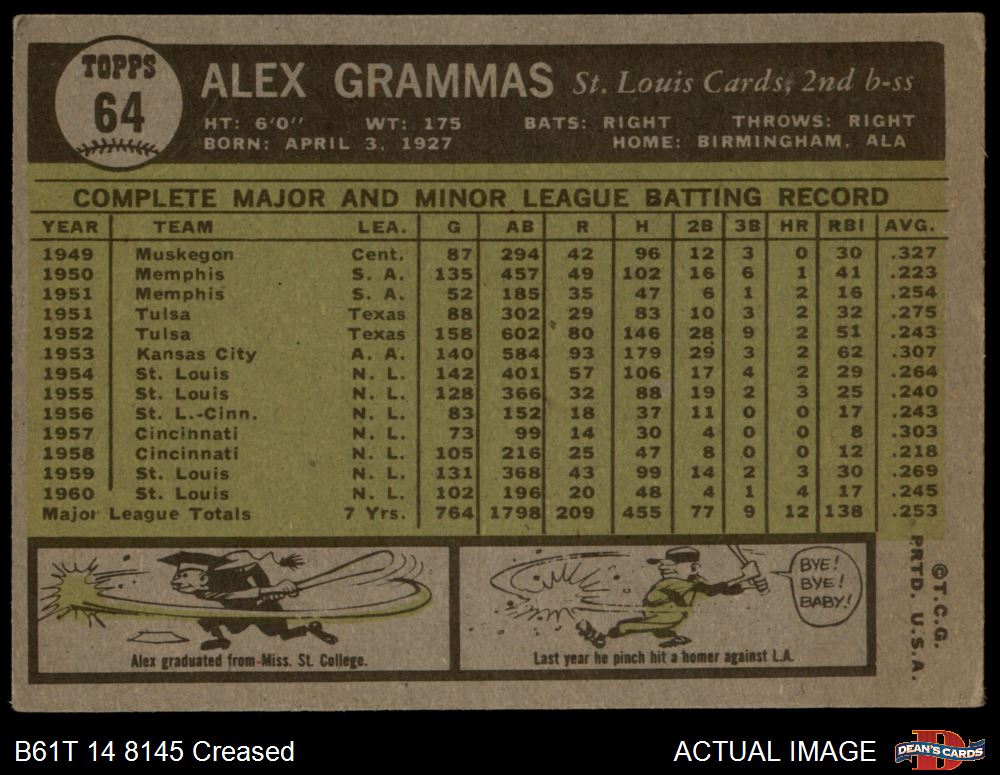 TOPPS
64
ALEX GRAMMAS St. Louis Cards, 2nd b-ss
HT: 6'0'' WT: 175 BATS: RIGHT THROWS: RIGHT
BORN: APRIL 3, 1927 HOME: BIRMINGHAM, ALA
COMPLETE MAJOR AND MINOR LEAGUE BATTING RECORD
YEAR TEAM LEA. G AB R H 2B 3B HR RBI AVG.
1949 Muskegon Cent. 87 294 42 96 12 3 0 30 .327
1950 Memphis S. A. 135 457 49 102 16 6 1 41 .223
1951 Memphis S. A. 52 185 35 47 6 1 2 16 .254
1951 Tulsa Texas 88 302 29 83 10 3 2 32 .275
1952 Tulsa Texas 158 602 80 146 28 9 2 51 .243
1953 Kansas City A. A. 140 584 93 179 29 3 2 62 .307
1954 St. Louis N. L. 142 401 57 106 17 4 2 29 .264
1955 St. Louis N. L. 128 366 32 88 19 2 3 25 .240
1956 St. L.-Cinn. N. L. 83 152 18 37 11 0 0 17 .243
1957 Cincinnati N. L. 73 99 14 30 4 0 0 8 .303
1958 Cincinnati N. L. 105 216 25 47 8 0 0 12 .218
1959 St. Louis N. L. 131 368 43 99 14 2 3 30 .269
1960 St. Louis N. L. 102 196 20 48 4 1 4 17 .245
Major League Totals 7 Yrs. 764 1798 209 455 77 9 12 138 .253
Alex graduated from Miss. St. College.
BYE!
BYE!
BABY!
Last year he pinch hit a homer against L.A.
©T.C.G.
PRTD. U.S.A.
B61T 14 8145 Creased
ACTUAL IMAGE
D
DEAN'S CARDS